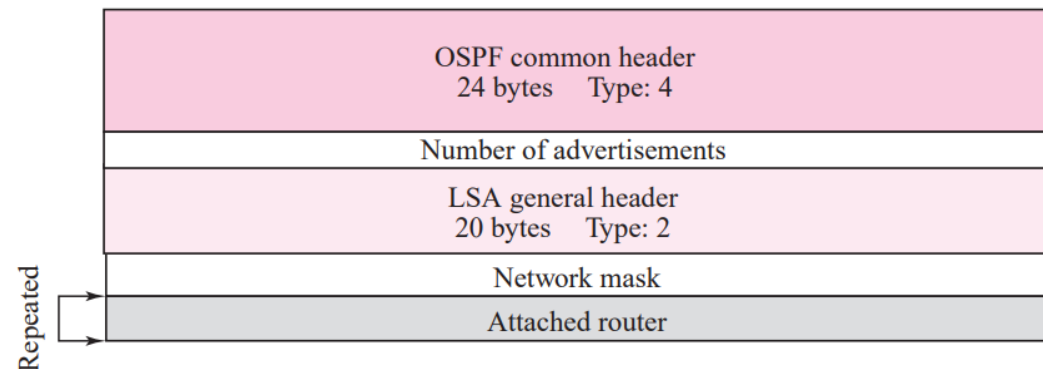 OSPF common header
24 bytes Type: 4
Number of advertisements
LSA general header
20 bytes Type: 2
Network mask
Repeated
Attached router